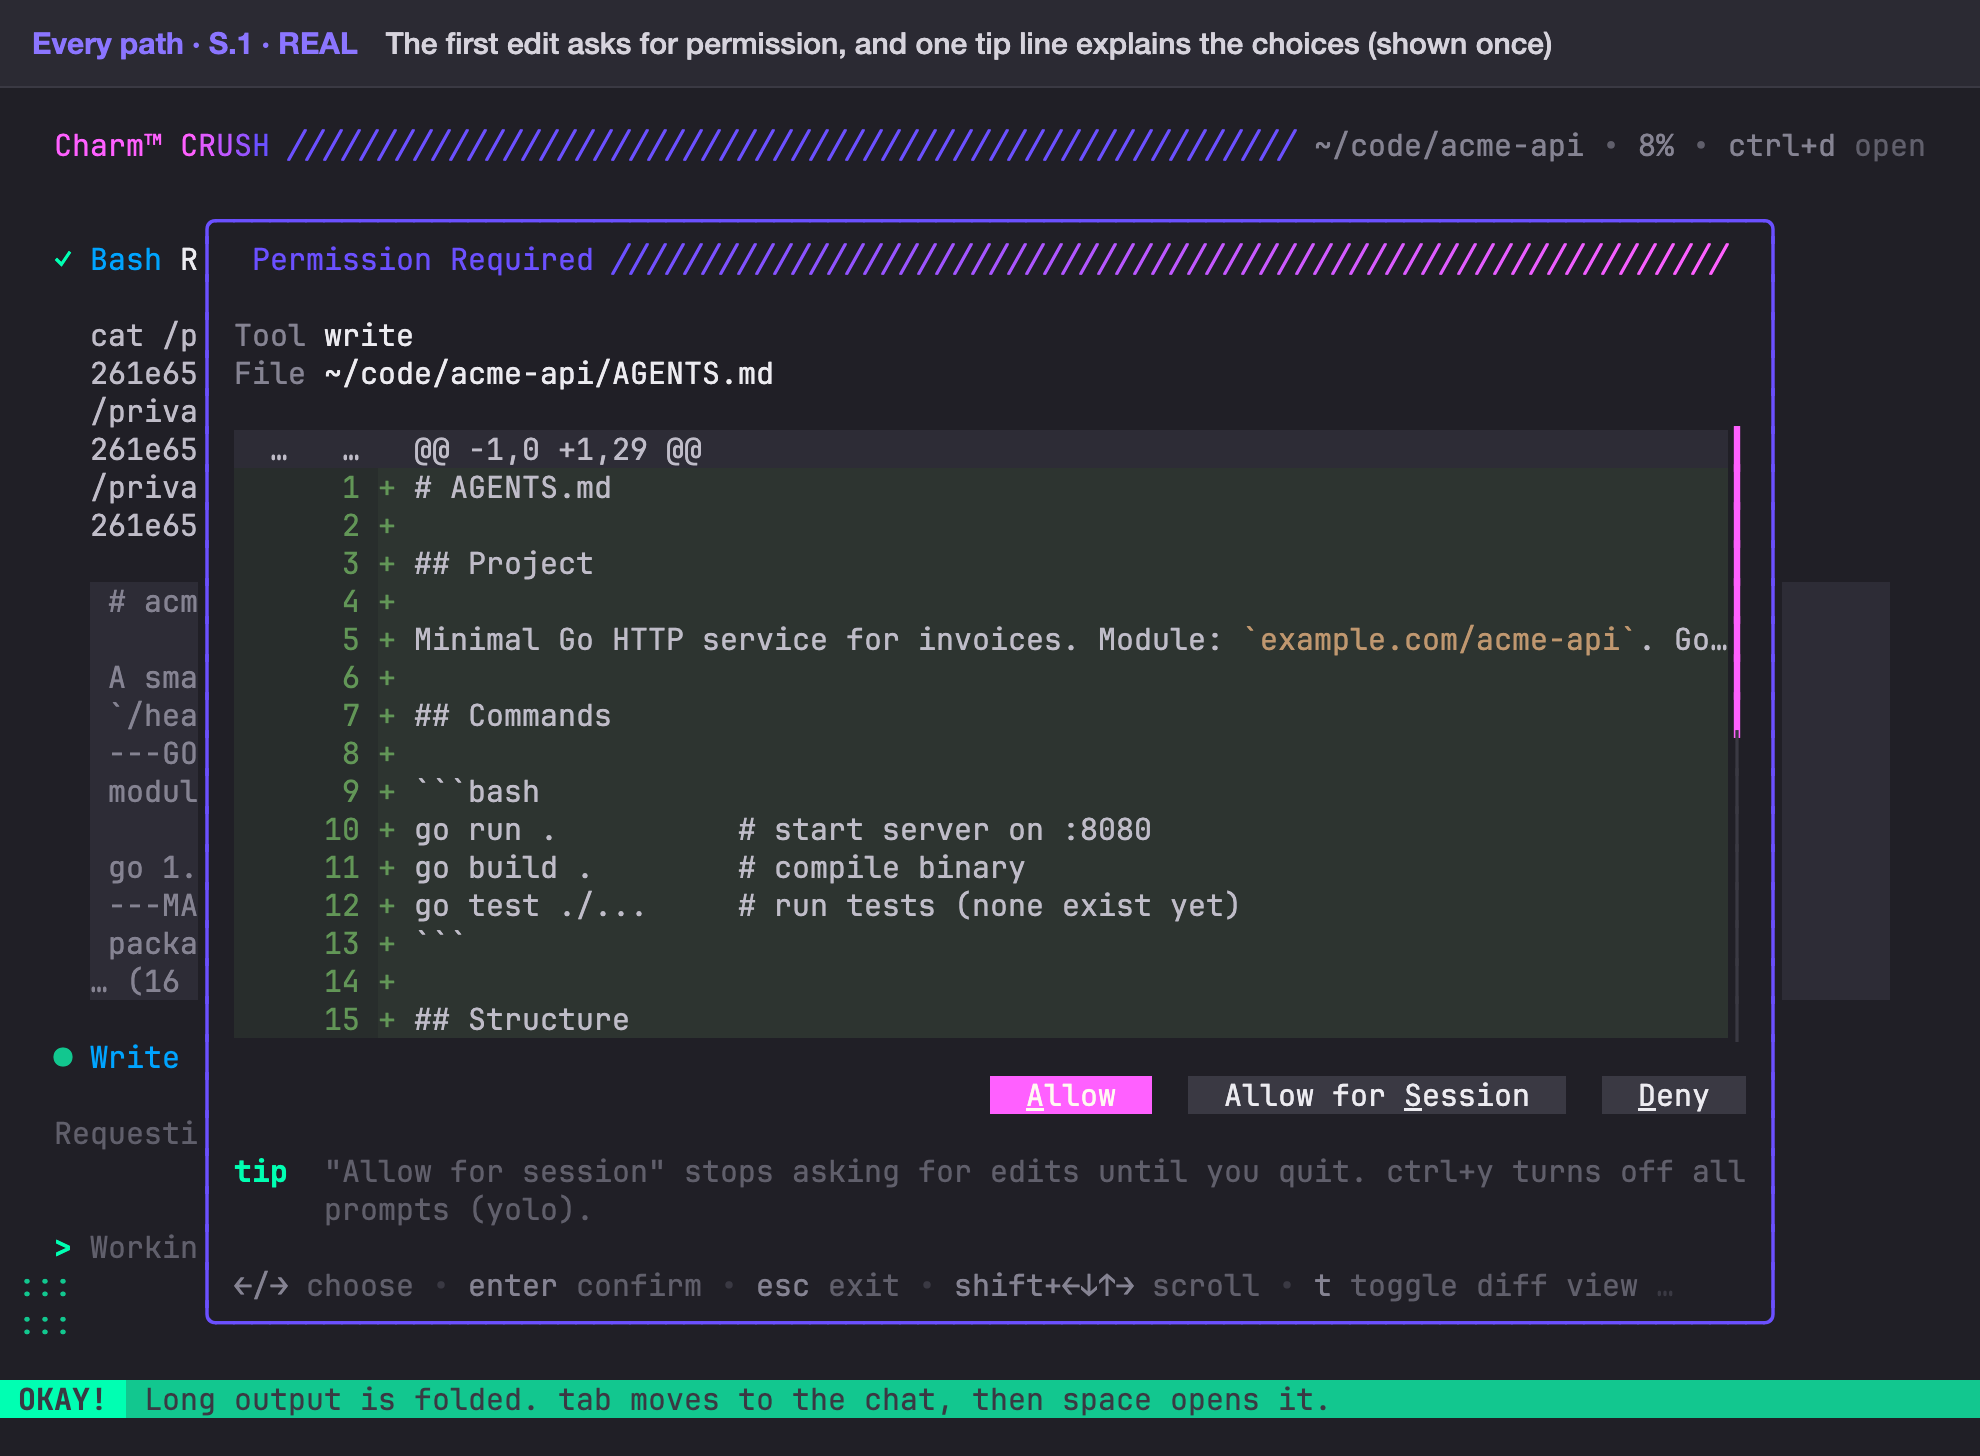 Every path · S.1 · REAL The first edit asks for permission, and one tip line explains the choices (shown once)
Charm™ CRUSH //////////////////////////////////////////////////////// ~/code/acme-api • 8% • ctrl+d open
✓ Bash R
Permission Required //////////////////////////////////////////////////////////////
cat /p
Tool write
261e65
File ~/code/acme-api/AGENTS.md
/priva
261e65
… … @@ -1,0 +1,29 @@
/priva
1 + # AGENTS.md
261e65
2 +
3 + ## Project
# acm
4 +
5 + Minimal Go HTTP service for invoices. Module: `example.com/acme-api`. Go…
A sma
6 +
`/hea
7 + ## Commands
---GO
8 +
modul
9 + ```bash
10 + go run . # start server on :8080
go 1.
11 + go build . # compile binary
---MA
12 + go test ./... # run tests (none exist yet)
packa
13 + ```
… (16
14 +
15 + ## Structure
● Write
Allow Allow for Session Deny
Requesti
tip "Allow for session" stops asking for edits until you quit. ctrl+y turns off all
prompts (yolo).
> Workin
←/→ choose • enter confirm • esc exit • shift+←↓↑→ scroll • t toggle diff view …
:::
:::
OKAY! Long output is folded. tab moves to the chat, then space opens it.